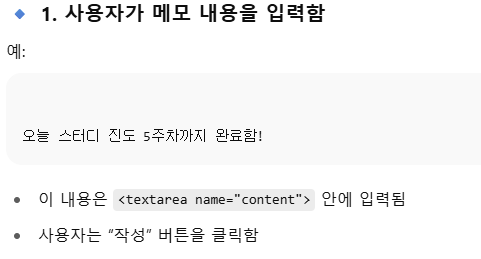 1. 사용자가 메모 내용을 입력함
예:
오늘 스터디 진도 5주차까지 완료함!
• 이 내용은 <textarea name="content"> 안에 입력됨
• 사용자는 “작성” 버튼을 클릭함